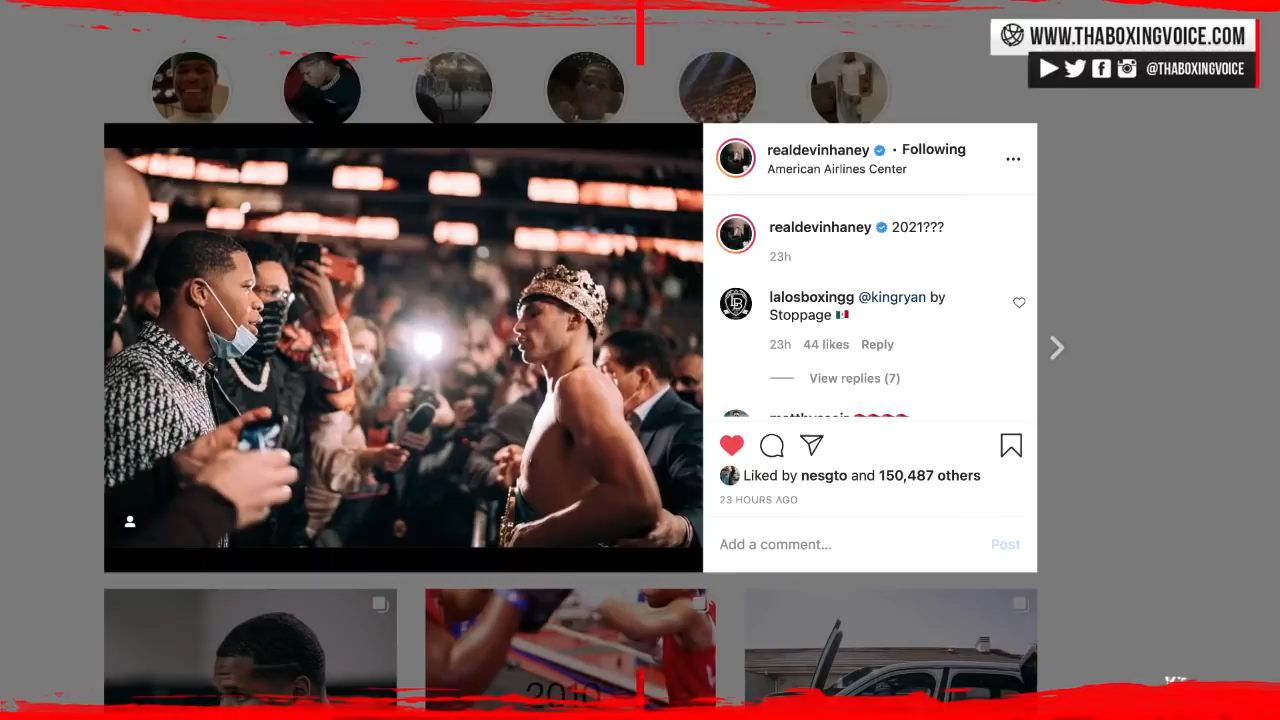 WWW.THABOXINGVOICE.COM
@THABOXINGVOICE
realdevinhaney • Following
American Airlines Center
realdevinhaney 2021???
23h
lalosboxingg @kingryan by
Stoppage
23h 44 likes Reply
View replies (7)
Liked by nesgto and 150,487 others
23 HOURS AGO
Add a comment...
Post
2010